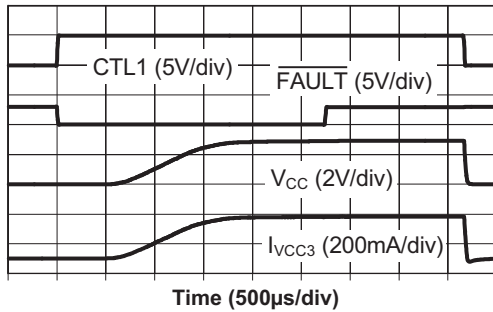 CTL1 (5V/div) FAULT (5V/div)
VCC (2V/div)
IVCC3 (200mA/div)
Time (500µs/div)